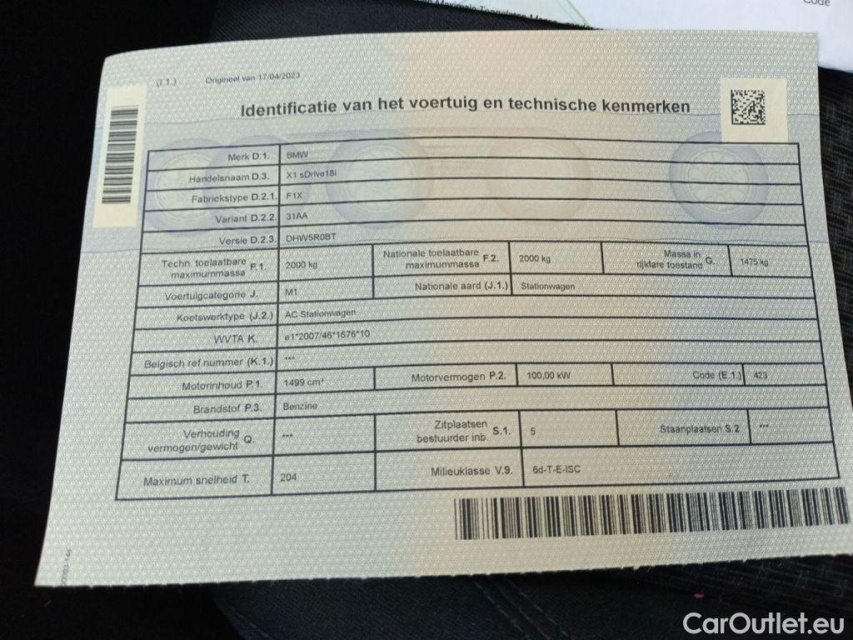 Code
(I.1.) Origineel van 17/04/2023
Identificatie van het voertuig en technische kenmerken
Merk D.1. BMW
Handelsnaam D.3. X1 sDrive18i
Fabriekstype D.2.1. F1X
Variant D.2.2. 31AA
Versie D.2.3. DHW5R0BT
Techn. toelaatbare maximummassa F.1. 2000 kg Nationale toelaatbare maximummassa F.2. 2000 kg Massa in rijklare toestand G. 1475 kg
Voertuigcategorie J. M1 Nationale aard (J.1.) Stationwagen
Koetswerktype (J.2.) AC Stationwagen
WVTA K. e1*2007/46*1676*10
Belgisch ref.nummer (K.1.) ***
Motorinhoud P.1. 1499 cm³ Motorvermogen P.2. 100,00 kW Code (E.1.) 423
Brandstof P.3. Benzine
Verhouding vermogen/gewicht Q. *** Zitplaatsen bestuurder inb. S.1. 5 Staanplaatsen S.2. ***
Maximum snelheid T. 204 Milieuklasse V.9. 6d-T-E-ISC
CarOutlet.eu